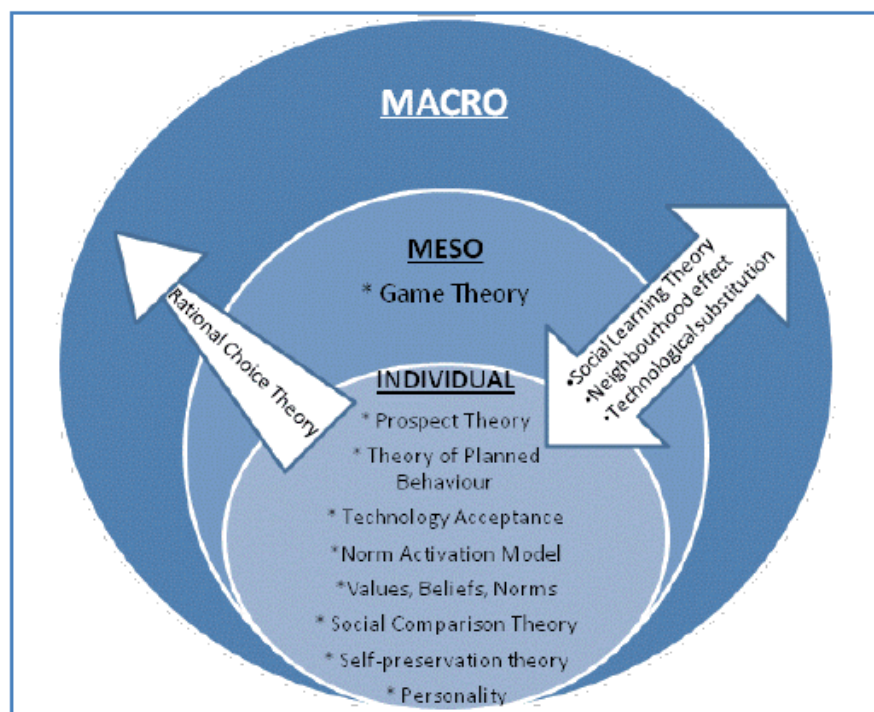 MACRO
MESO
* Game Theory
Rational Choice Theory
•Social Learning Theory
•Neighbourhood effect
•Technological substitution
INDIVIDUAL
* Prospect Theory
* Theory of Planned
Behaviour
* Technology Acceptance
*Norm Activation Model
*Values, Beliefs, Norms
* Social Comparison Theory
* Self-preservation theory
* Personality